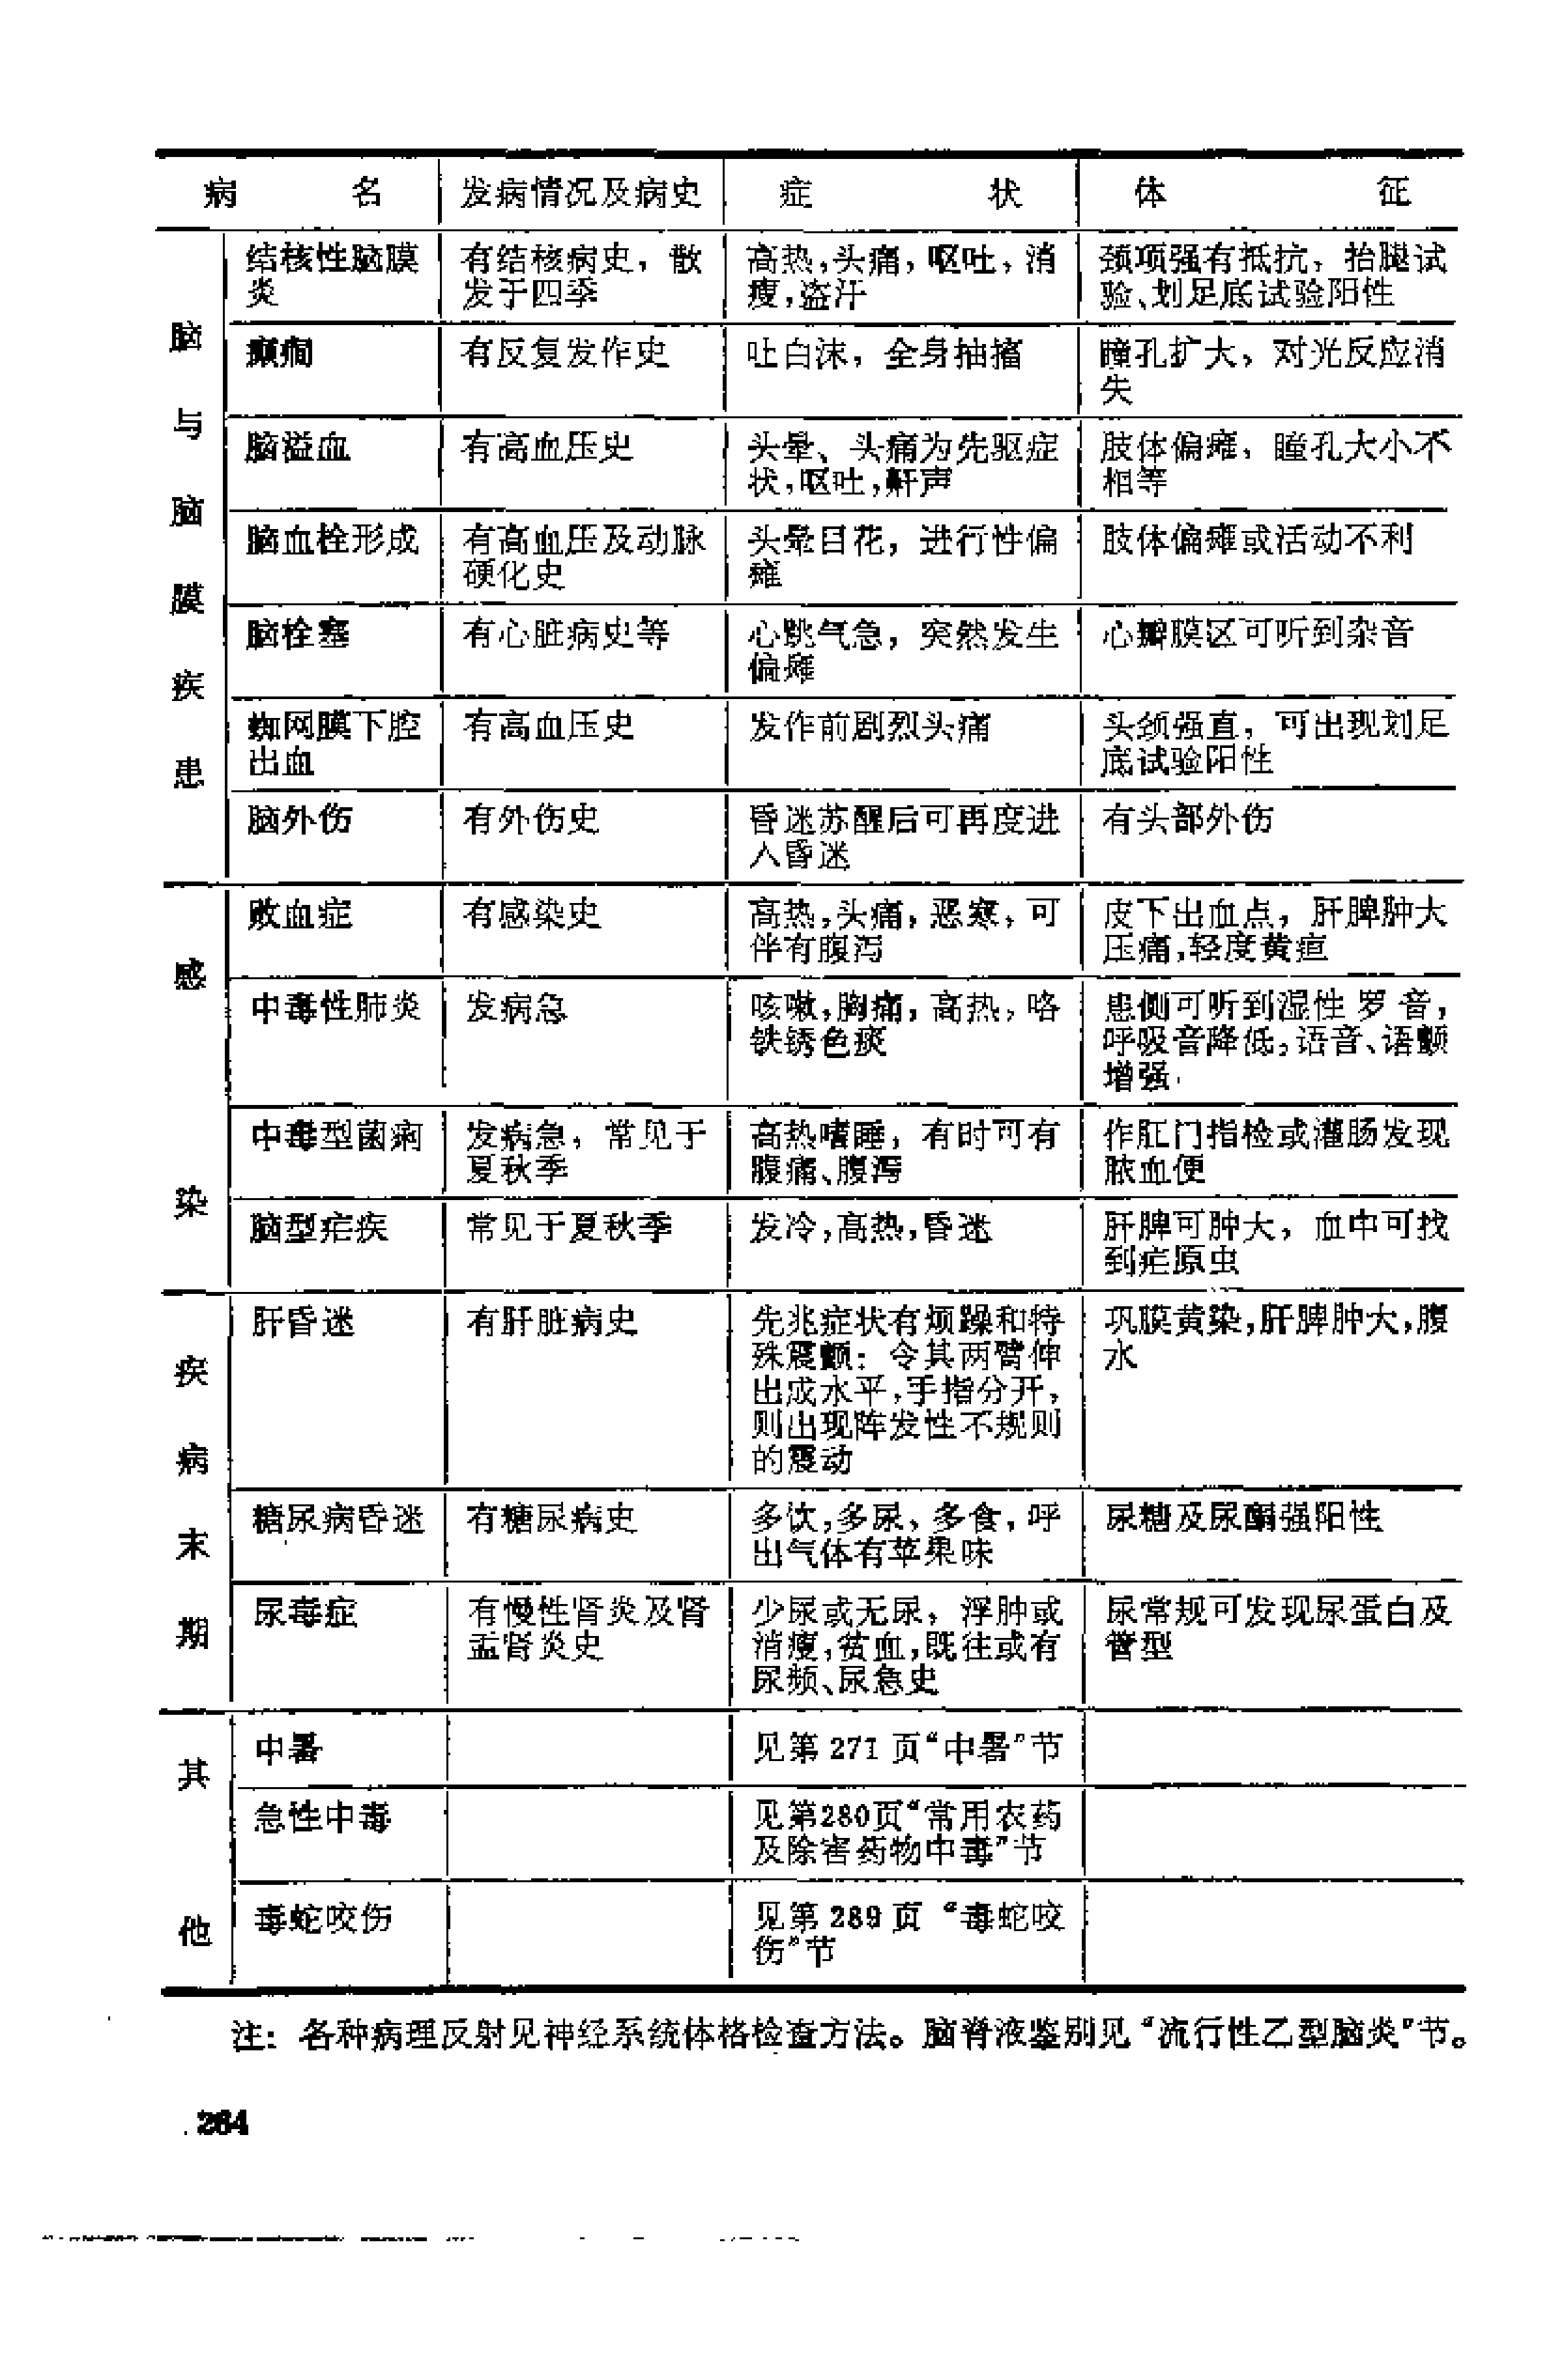 病名 发病情况及病史 症状 体征
脑与脑膜疾患
结核性脑膜
炎
有结核病史，散
发于四季
高热，头痛，呕吐，消
瘦，盗汗
颈项强有抵抗，抬腿试
验、划足底试验阳性
癫痫
有反复发作史
吐白沫，全身抽搐
瞳孔扩大，对光反应消
失
脑溢血
有高血压史
头晕、头痛为先驱症
状，呕吐，鼾声
肢体偏瘫，瞳孔大小不
相等
脑血栓形成
有高血压及动脉
硬化史
头晕目花，进行性偏
瘫
肢体偏瘫或活动不利
脑栓塞
有心脏病史等
心跳气急，突然发生
偏瘫
心瓣膜区可听到杂音
蜘网膜下腔
出血
有高血压史
发作前剧烈头痛
头颈强直，可出现划足
底试验阳性
脑外伤
有外伤史
昏迷苏醒后可再度进
入昏迷
有头部外伤
感染
败血症
有感染史
高热，头痛，恶寒，可
伴有腹泻
皮下出血点，肝脾肿大
压痛，轻度黄疸
中毒性肺炎
发病急
咳嗽，胸痛，高热，咯
铁锈色痰
患侧可听到湿性罗音，
呼吸音降低，语音、语颤
增强
中毒型菌痢
发病急，常见于
夏秋季
高热嗜睡，有时可有
腹痛、腹泻
作肛门指检或灌肠发现
脓血便
脑型疟疾
常见于夏秋季
发冷，高热，昏迷
肝脾可肿大，血中可找
到疟原虫
疾病末期
肝昏迷
有肝脏病史
先兆症状有烦躁和特
殊震颤：令其两臂伸
出成水平，手指分开，
则出现阵发性不规则
的震动
巩膜黄染，肝脾肿大，腹
水
糖尿病昏迷
有糖尿病史
多饮，多尿，多食，呼
出气体有苹果味
尿糖及尿酮强阳性
尿毒症
有慢性肾炎及肾
盂肾炎史
少尿或无尿，浮肿或
消瘦，贫血，既往或有
尿频、尿急史
尿常规可发现尿蛋白及
管型
其他
中暑
见第271页“中暑”节
急性中毒
见第280页“常用农药
及除害药物中毒”节
毒蛇咬伤
见第289页“毒蛇咬
伤”节
注：各种病理反射见神经系统体格检查方法。脑脊液鉴别见“流行性乙型脑炎”节。
264